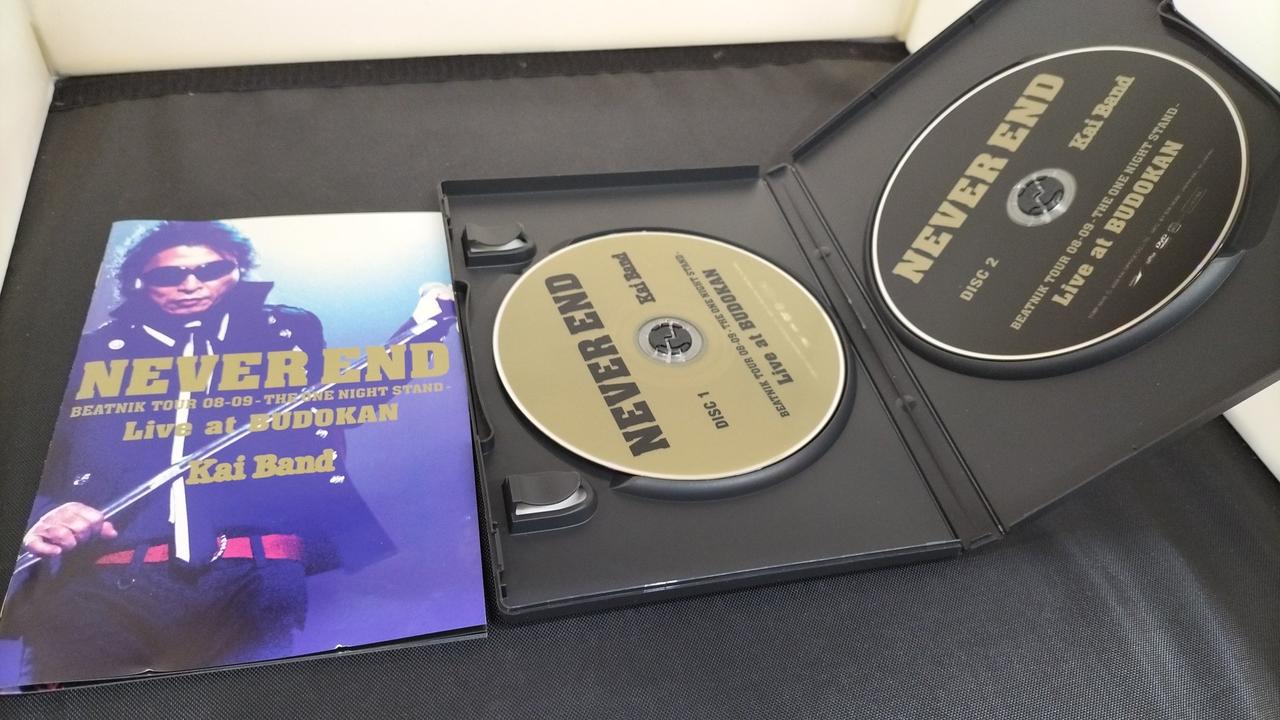 NEVER END
BEATNIK TOUR 08-09 - THE ONE NIGHT STAND -
Live at BUDOKAN
Kai Band
NEVER END
Kai Band
DISC 1
BEATNIK TOUR 08-09 - THE ONE NIGHT STAND -
Live at BUDOKAN
NEVER END
Kai Band
DISC 2
BEATNIK TOUR 08-09 - THE ONE NIGHT STAND -
Live at BUDOKAN
DVD